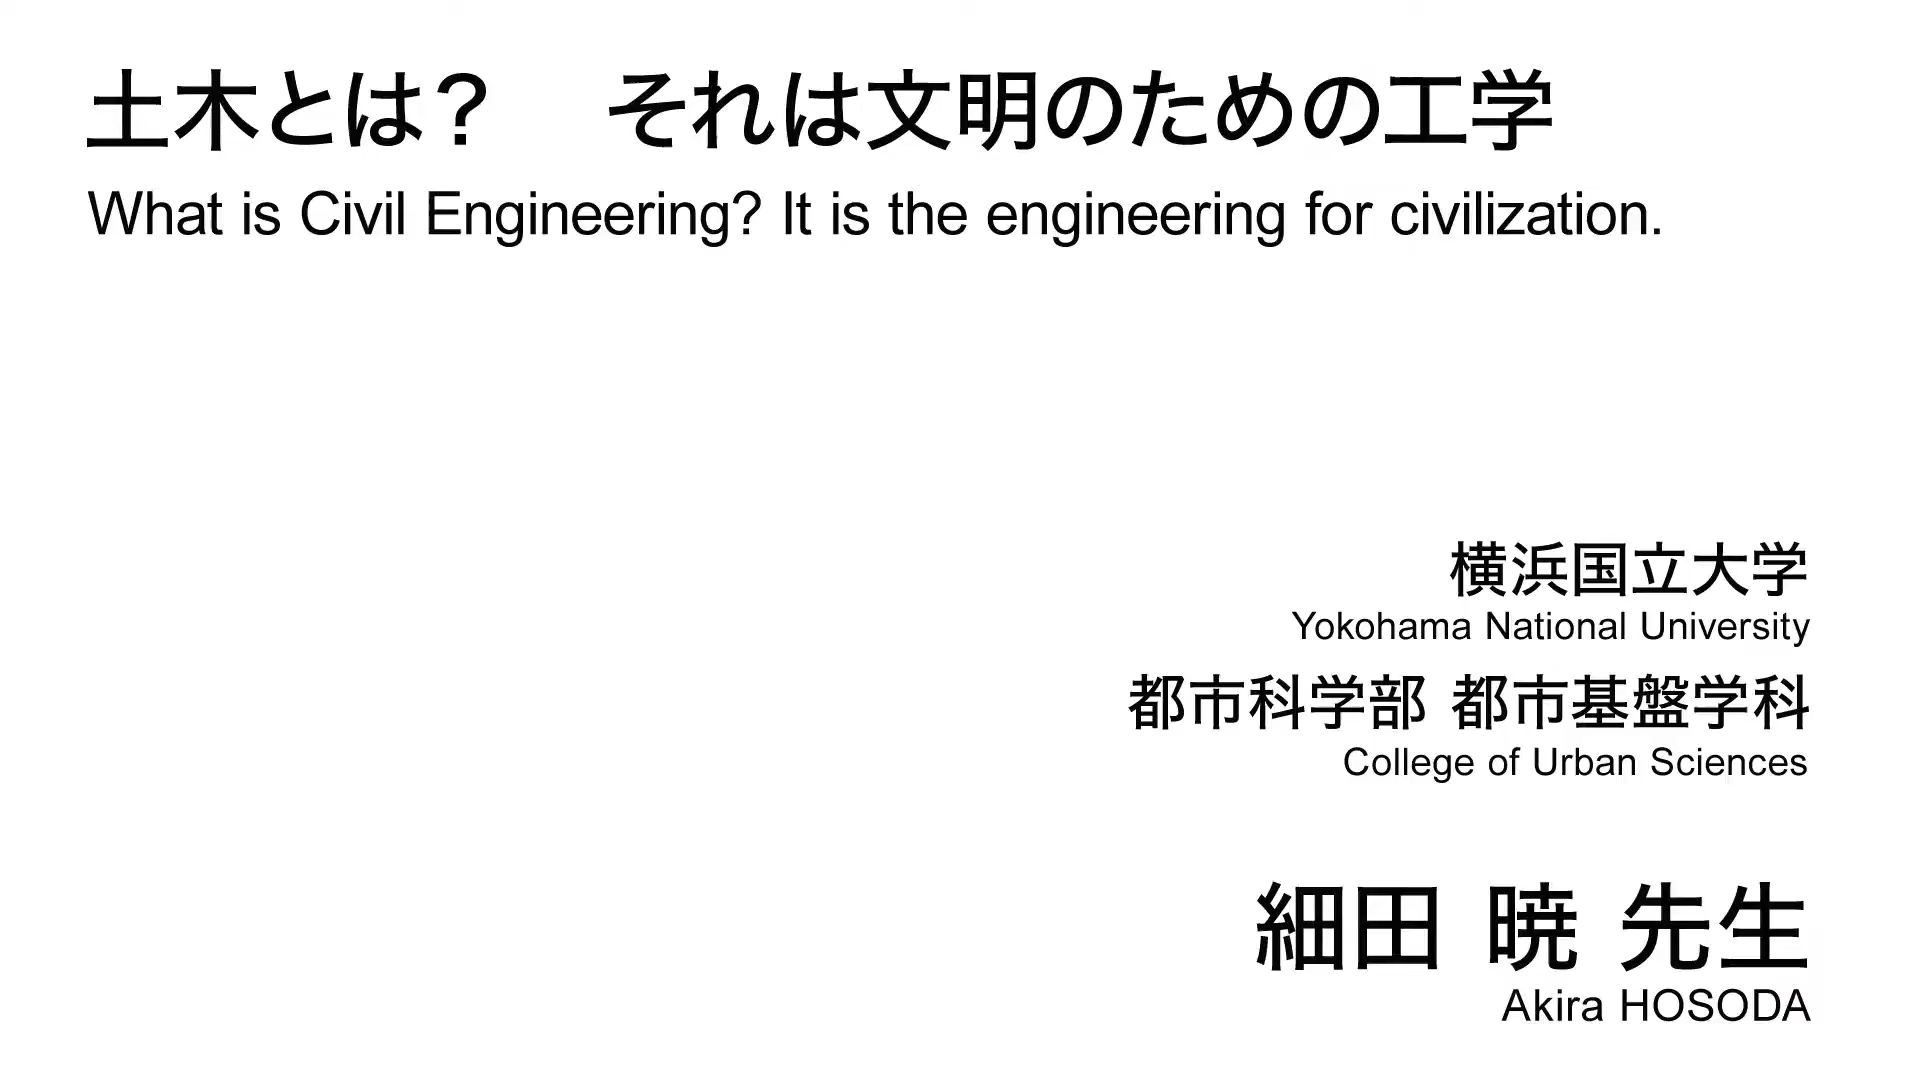 土木とは？　それは文明のための工学
What is Civil Engineering? It is the engineering for civilization.
横浜国立大学
Yokohama National University
都市科学部 都市基盤学科
College of Urban Sciences
細田 暁 先生
Akira HOSODA